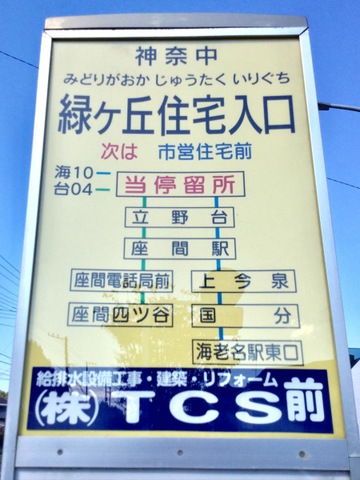 神奈中
みどりがおか じゅうたく いりぐち
緑ヶ丘住宅入口
次は 市営住宅前
海10
台04
当停留所
立野台
座間駅
座間電話局前 上今泉
座間四ツ谷 国分
海老名駅東口
給排水設備工事・建築・リフォーム
㈱TCS前